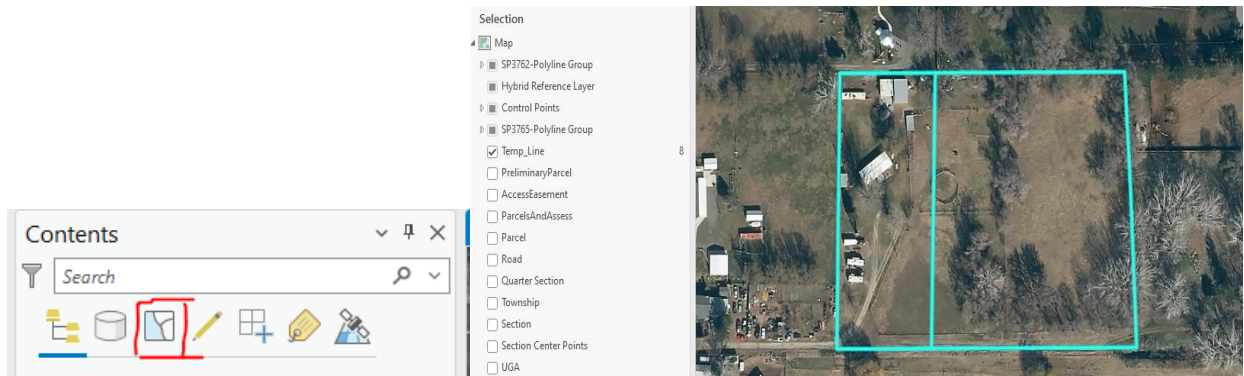 Contents
Search
Selection
Map
SP3762-Polyline Group
Hybrid Reference Layer
Control Points
SP3765-Polyline Group
Temp_Line 8
PreliminaryParcel
AccessEasement
ParcelsAndAssess
Parcel
Road
Quarter Section
Township
Section
Section Center Points
UGA